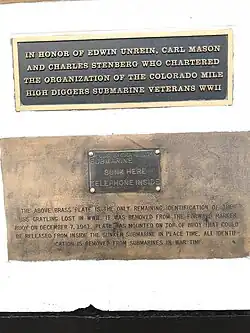 IN HONOR OF EDWIN UNREIN, CARL MASON
AND CHARLES STENBERG WHO CHARTERED
THE ORGANIZATION OF THE COLORADO MILE
HIGH DIGGERS SUBMARINE VETERANS WWII
SUBMARINE
SUNK HERE
TELEPHONE INSIDE
THE ABOVE BRASS PLATE IS THE ONLY REMAINING IDENTIFICATION OF THE
USS GRAYLING LOST IN WWII. IT WAS REMOVED FROM THE FORWARD MARKER
BUOY ON DECEMBER 7, 1941. PLATE WAS MOUNTED ON TOP OF BUOY THAT COULD
BE RELEASED FROM INSIDE THE SUNKEN SUBMARINE IN PEACE TIME. ALL IDENTIFI-
CATION IS REMOVED FROM SUBMARINES IN WAR TIME.